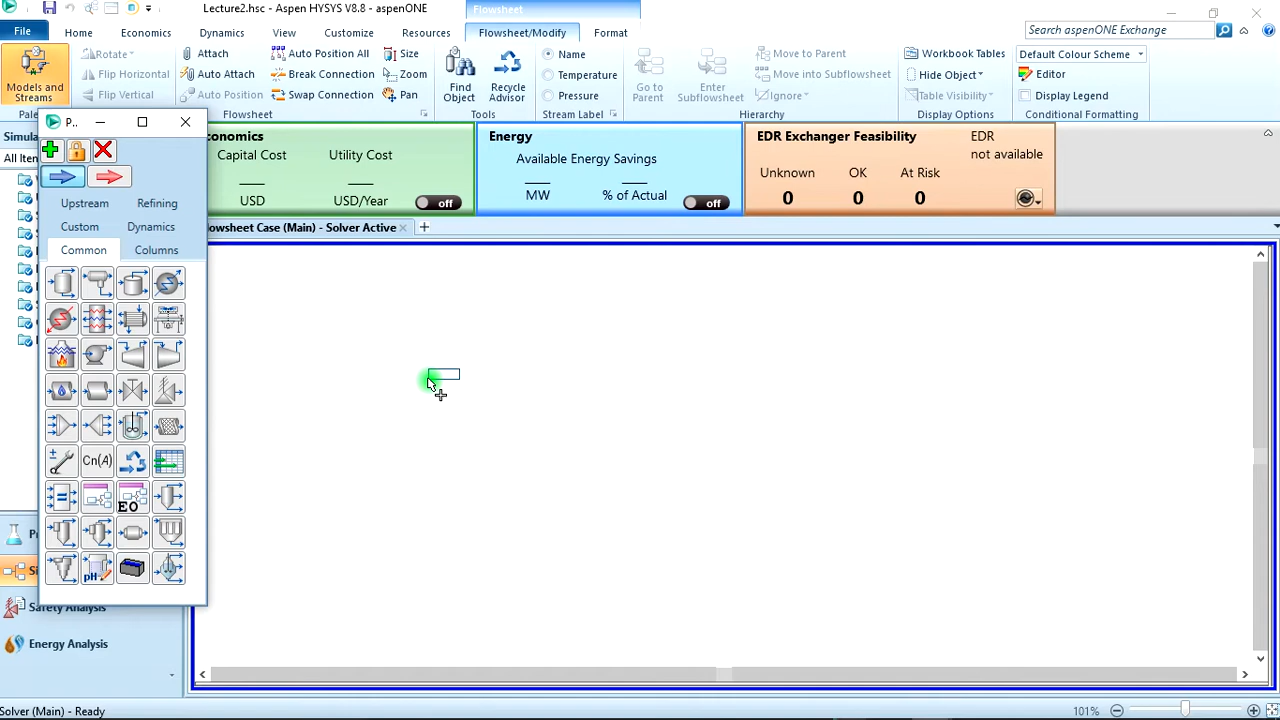 Lecture2.hsc - Aspen HYSYS V8.8 - aspenONE
Flowsheet
File
Home
Economics
Dynamics
View
Customize
Resources
Flowsheet/Modify
Format
Search aspenONE Exchange
Models and Streams
Rotate
Flip Horizontal
Flip Vertical
Attach
Auto Attach
Auto Position
Auto Position All
Break Connection
Swap Connection
Size
Zoom
Pan
Find Object
Recycle Advisor
Name
Temperature
Pressure
Go to Parent
Enter Subflowsheet
Move to Parent
Move into Subflowsheet
Ignore
Workbook Tables
Hide Object
Table Visibility
Default Colour Scheme
Editor
Display Legend
Pale
Flowsheet
Tools
Stream Label
Hierarchy
Display Options
Conditional Formatting
P..
Simula
All Iten
Upstream
Refining
Custom
Dynamics
Common
Columns
Cn(A)
EO
pH
conomics
Capital Cost
Utility Cost
USD
USD/Year
off
Energy
Available Energy Savings
MW
% of Actual
off
EDR Exchanger Feasibility
EDR
not available
Unknown
OK
At Risk
0
0
0
lowsheet Case (Main) - Solver Active
Pr
Si
Safety Analysis
Energy Analysis
Solver (Main) - Ready
101%